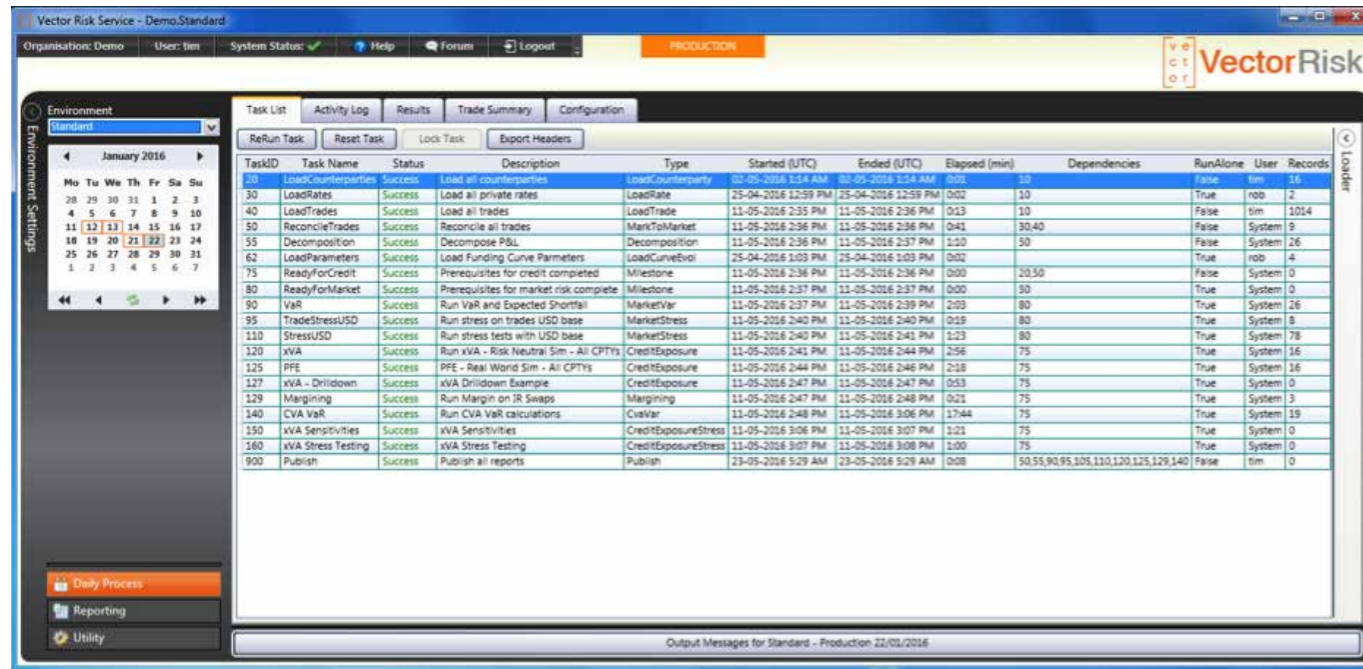 Vector Risk Service - Demo.Standard
Organisation: Demo User: tim System Status: Help Forum Logout PRODUCTION
vector VectorRisk
Environment
Standard
Environment Settings
January 2016
Mo Tu We Th Fr Sa Su
28 29 30 31 1 2 3
4 5 6 7 8 9 10
11 12 13 14 15 16 17
18 19 20 21 22 23 24
25 26 27 28 29 30 31
1 2 3 4 5 6 7
Daily Process
Reporting
Utility
Task List Activity Log Results Trade Summary Configuration
ReRun Task Reset Task Lock Task Export Headers
TaskID Task Name Status Description Type Started (UTC) Ended (UTC) Elapsed (min) Dependencies RunAlone User Records
20 LoadCounterparties Success Load all counterparties LoadCounterparty 02-05-2016 1:54 AM 02-05-2016 1:54 AM 0:01 10 False tim 16
30 LoadRates Success Load all private rates LoadRate 25-04-2016 12:59 PM 25-04-2016 12:59 PM 0:02 10 True rob 2
40 LoadTrades Success Load all trades LoadTrade 11-05-2016 2:35 PM 11-05-2016 2:36 PM 0:13 10 False tim 1014
50 ReconcileTrades Success Reconcile all trades MarkToMarket 11-05-2016 2:36 PM 11-05-2016 2:36 PM 0:41 30,40 False System 9
55 Decomposition Success Decompose P&L Decomposition 11-05-2016 2:36 PM 11-05-2016 2:37 PM 1:10 50 False System 26
62 LoadParameters Success Load Funding Curve Parmeters LoadCurveEvol 25-04-2016 1:03 PM 25-04-2016 1:03 PM 0:02 True rob 4
75 ReadyForCredit Success Prerequisites for credit completed Milestone 11-05-2016 2:36 PM 11-05-2016 2:36 PM 0:00 20,50 False System 0
80 ReadyForMarket Success Prerequisites for market risk complete Milestone 11-05-2016 2:37 PM 11-05-2016 2:37 PM 0:00 50 True System 0
90 VaR Success Run VaR and Expected Shortfall MarketVar 11-05-2016 2:37 PM 11-05-2016 2:39 PM 2:03 80 True System 26
95 TradeStressUSD Success Run stress on trades USD base MarketStress 11-05-2016 2:40 PM 11-05-2016 2:40 PM 0:19 80 True System 8
110 StressUSD Success Run stress tests with USD base MarketStress 11-05-2016 2:40 PM 11-05-2016 2:41 PM 1:23 80 True System 78
120 xVA Success Run xVA - Risk Neutral Sim - All CPTYs CreditExposure 11-05-2016 2:41 PM 11-05-2016 2:44 PM 2:56 75 True System 16
125 PFE Success PFE - Real World Sim - All CPTYs CreditExposure 11-05-2016 2:44 PM 11-05-2016 2:46 PM 2:18 75 True System 16
127 xVA - Drilldown Success xVA Drilldown Example CreditExposure 11-05-2016 2:47 PM 11-05-2016 2:47 PM 0:53 75 True System 0
129 Margining Success Run Margin on IR Swaps Margining 11-05-2016 2:47 PM 11-05-2016 2:48 PM 0:21 75 True System 3
140 CVA VaR Success Run CVA VaR calculations CvaVar 11-05-2016 2:48 PM 11-05-2016 3:06 PM 17:44 75 True System 19
150 xVA Sensitivities Success xVA Sensitivities CreditExposureStress 11-05-2016 3:06 PM 11-05-2016 3:07 PM 1:21 75 True System 0
160 xVA Stress Testing Success xVA Stress Testing CreditExposureStress 11-05-2016 3:07 PM 11-05-2016 3:08 PM 1:00 75 True System 0
900 Publish Success Publish all reports Publish 23-05-2016 5:29 AM 23-05-2016 5:29 AM 0:08 50,55,90,95,105,110,120,125,129,140 False tim 0
Loader
Output Messages for Standard - Production 22/01/2016